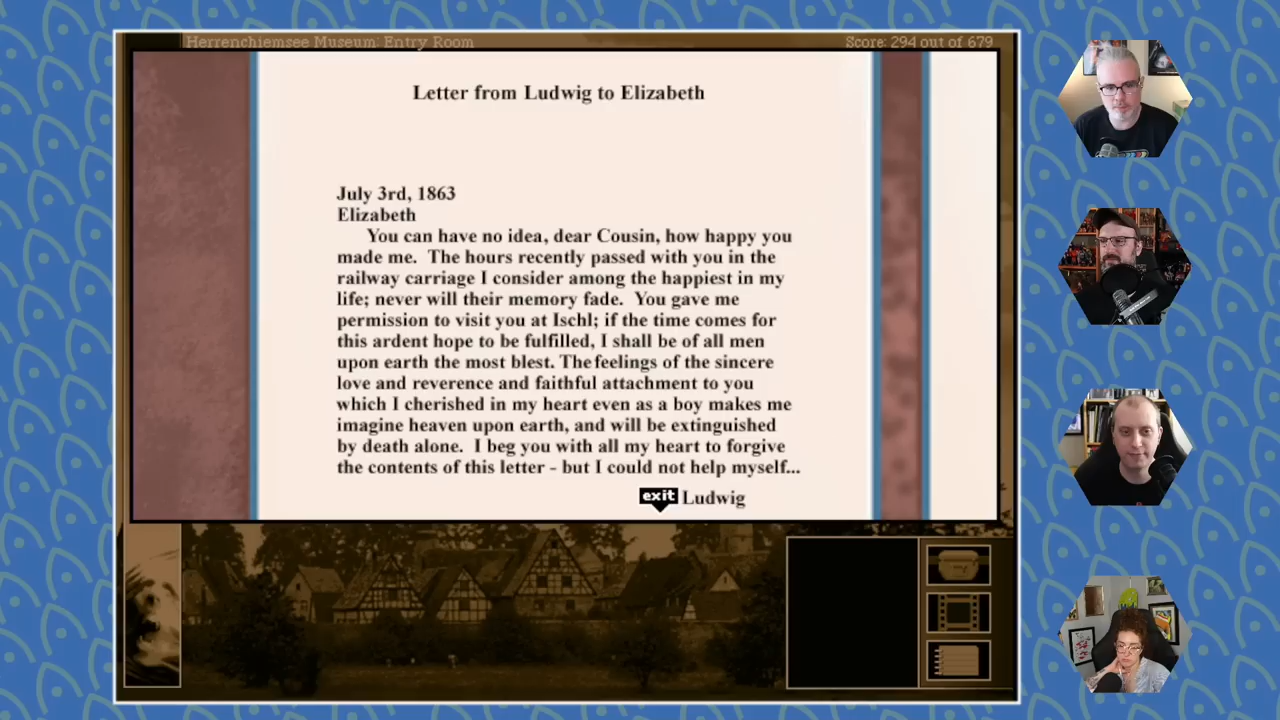 Herrenchiemsee Museum: Entry Room
Score: 294 out of 679
Letter from Ludwig to Elizabeth
July 3rd, 1863
Elizabeth
You can have no idea, dear Cousin, how happy you
made me. The hours recently passed with you in the
railway carriage I consider among the happiest in my
life; never will their memory fade. You gave me
permission to visit you at Ischl; if the time comes for
this ardent hope to be fulfilled, I shall be of all men
upon earth the most blest. The feelings of the sincere
love and reverence and faithful attachment to you
which I cherished in my heart even as a boy makes me
imagine heaven upon earth, and will be extinguished
by death alone. I beg you with all my heart to forgive
the contents of this letter - but I could not help myself...
exit Ludwig